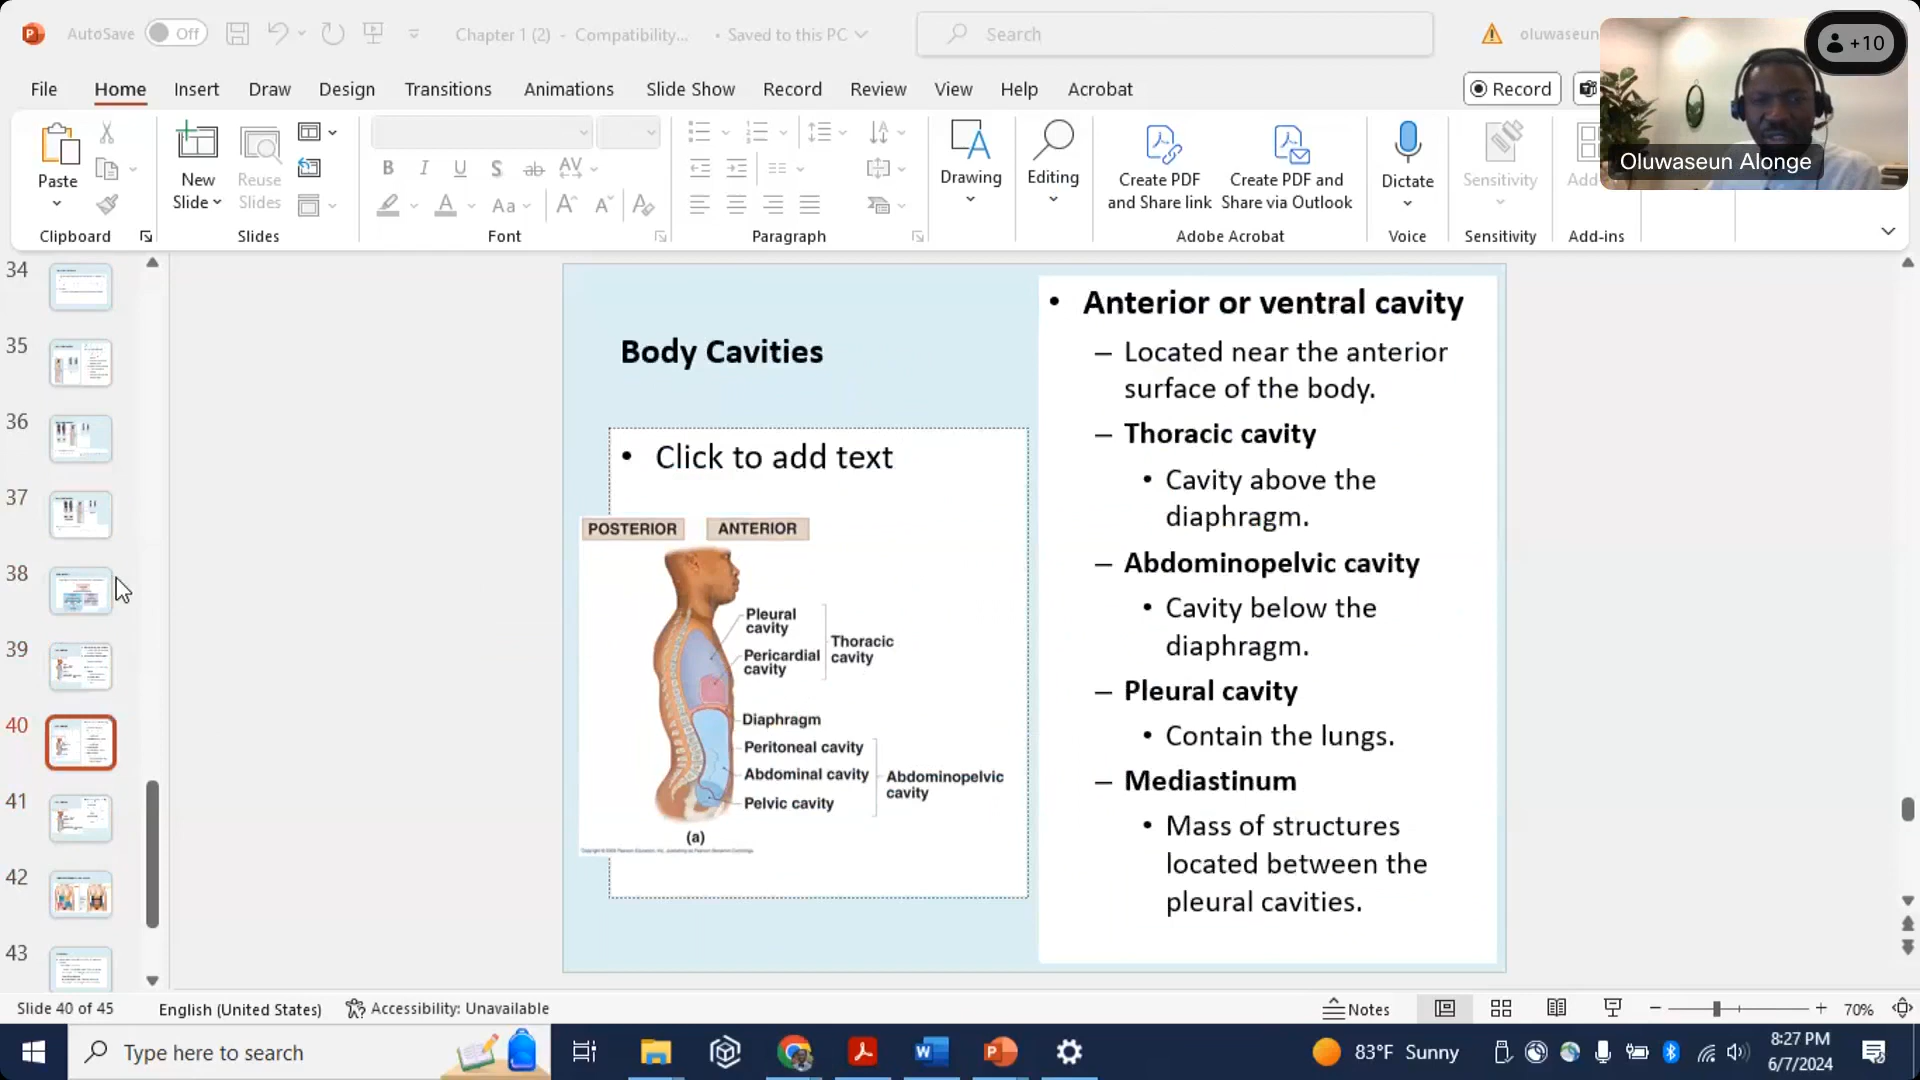 AutoSave Off Chapter 1 (2) - Compatibility... • Saved to this PC Search oluwaseun +10
File Home Insert Draw Design Transitions Animations Slide Show Record Review View Help Acrobat Record
Oluwaseun Alonge
Paste
New
Slide
Reuse
Slides
Drawing
Editing
Create PDF
and Share link
Create PDF and
Share via Outlook
Dictate
Sensitivity
Add
Clipboard Slides Font Paragraph Adobe Acrobat Voice Sensitivity Add-ins
34
35
36
37
38
39
40
41
42
43
Body Cavities
• Click to add text
POSTERIOR ANTERIOR
Pleural
cavity
Pericardial
cavity
Thoracic
cavity
Diaphragm
Peritoneal cavity
Abdominal cavity
Pelvic cavity
Abdominopelvic
cavity
(a)
• Anterior or ventral cavity
– Located near the anterior
surface of the body.
– Thoracic cavity
• Cavity above the
diaphragm.
– Abdominopelvic cavity
• Cavity below the
diaphragm.
– Pleural cavity
• Contain the lungs.
– Mediastinum
• Mass of structures
located between the
pleural cavities.
Slide 40 of 45 English (United States) Accessibility: Unavailable Notes 70%
Type here to search 83°F Sunny 8:27 PM
6/7/2024